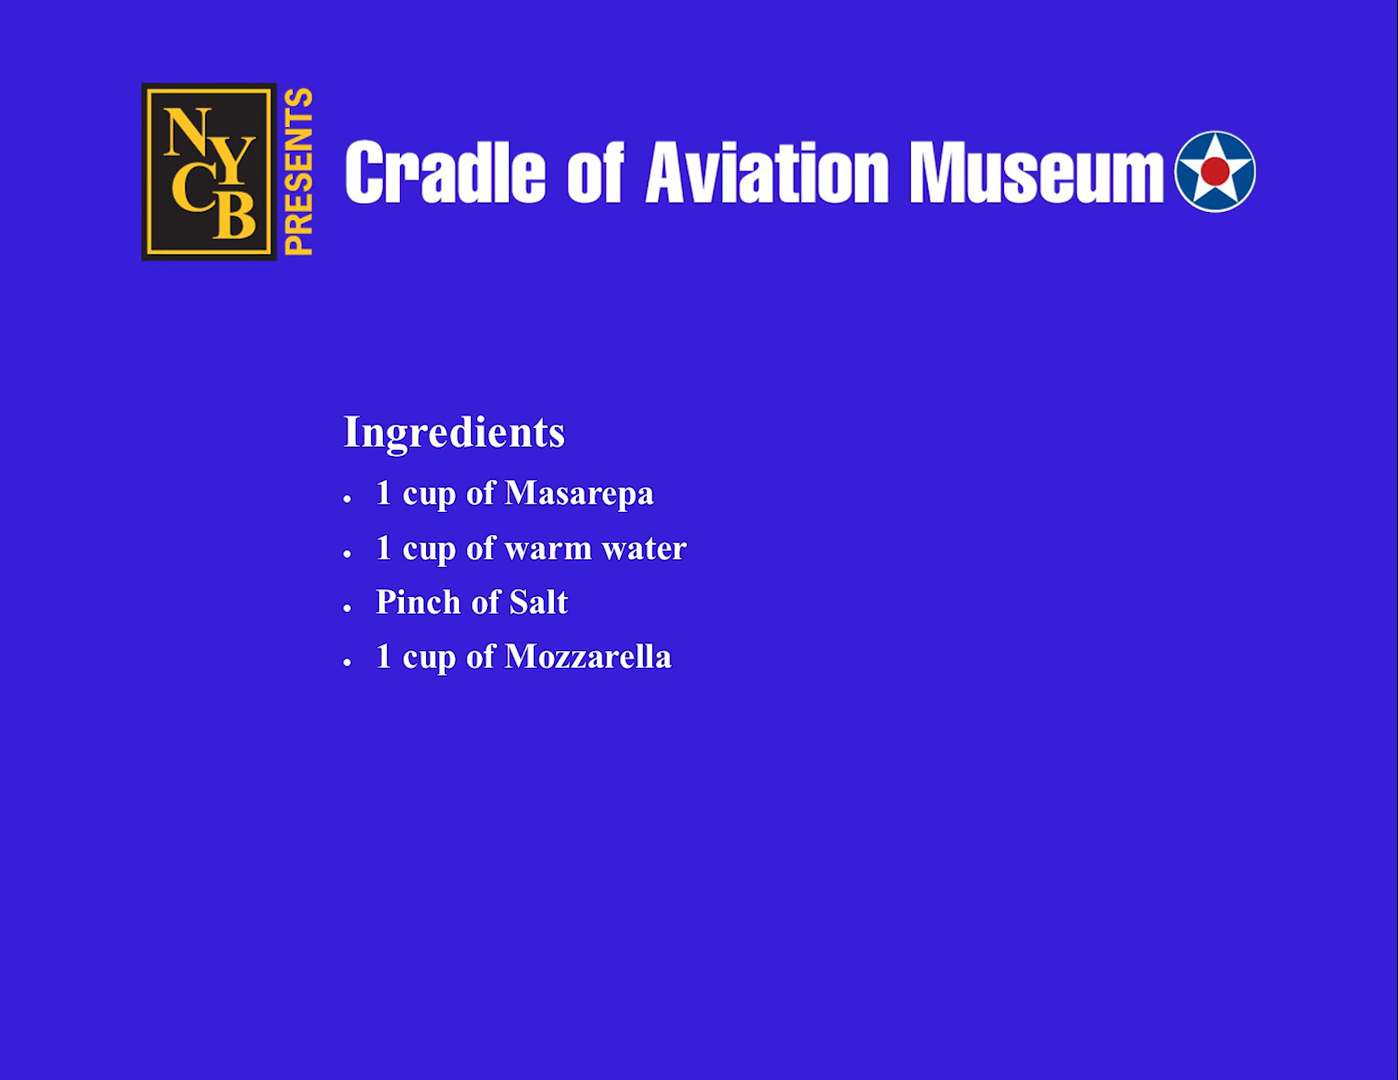 NYCB
PRESENTS
Cradle of Aviation Museum
Ingredients
• 1 cup of Masarepa
• 1 cup of warm water
• Pinch of Salt
• 1 cup of Mozzarella